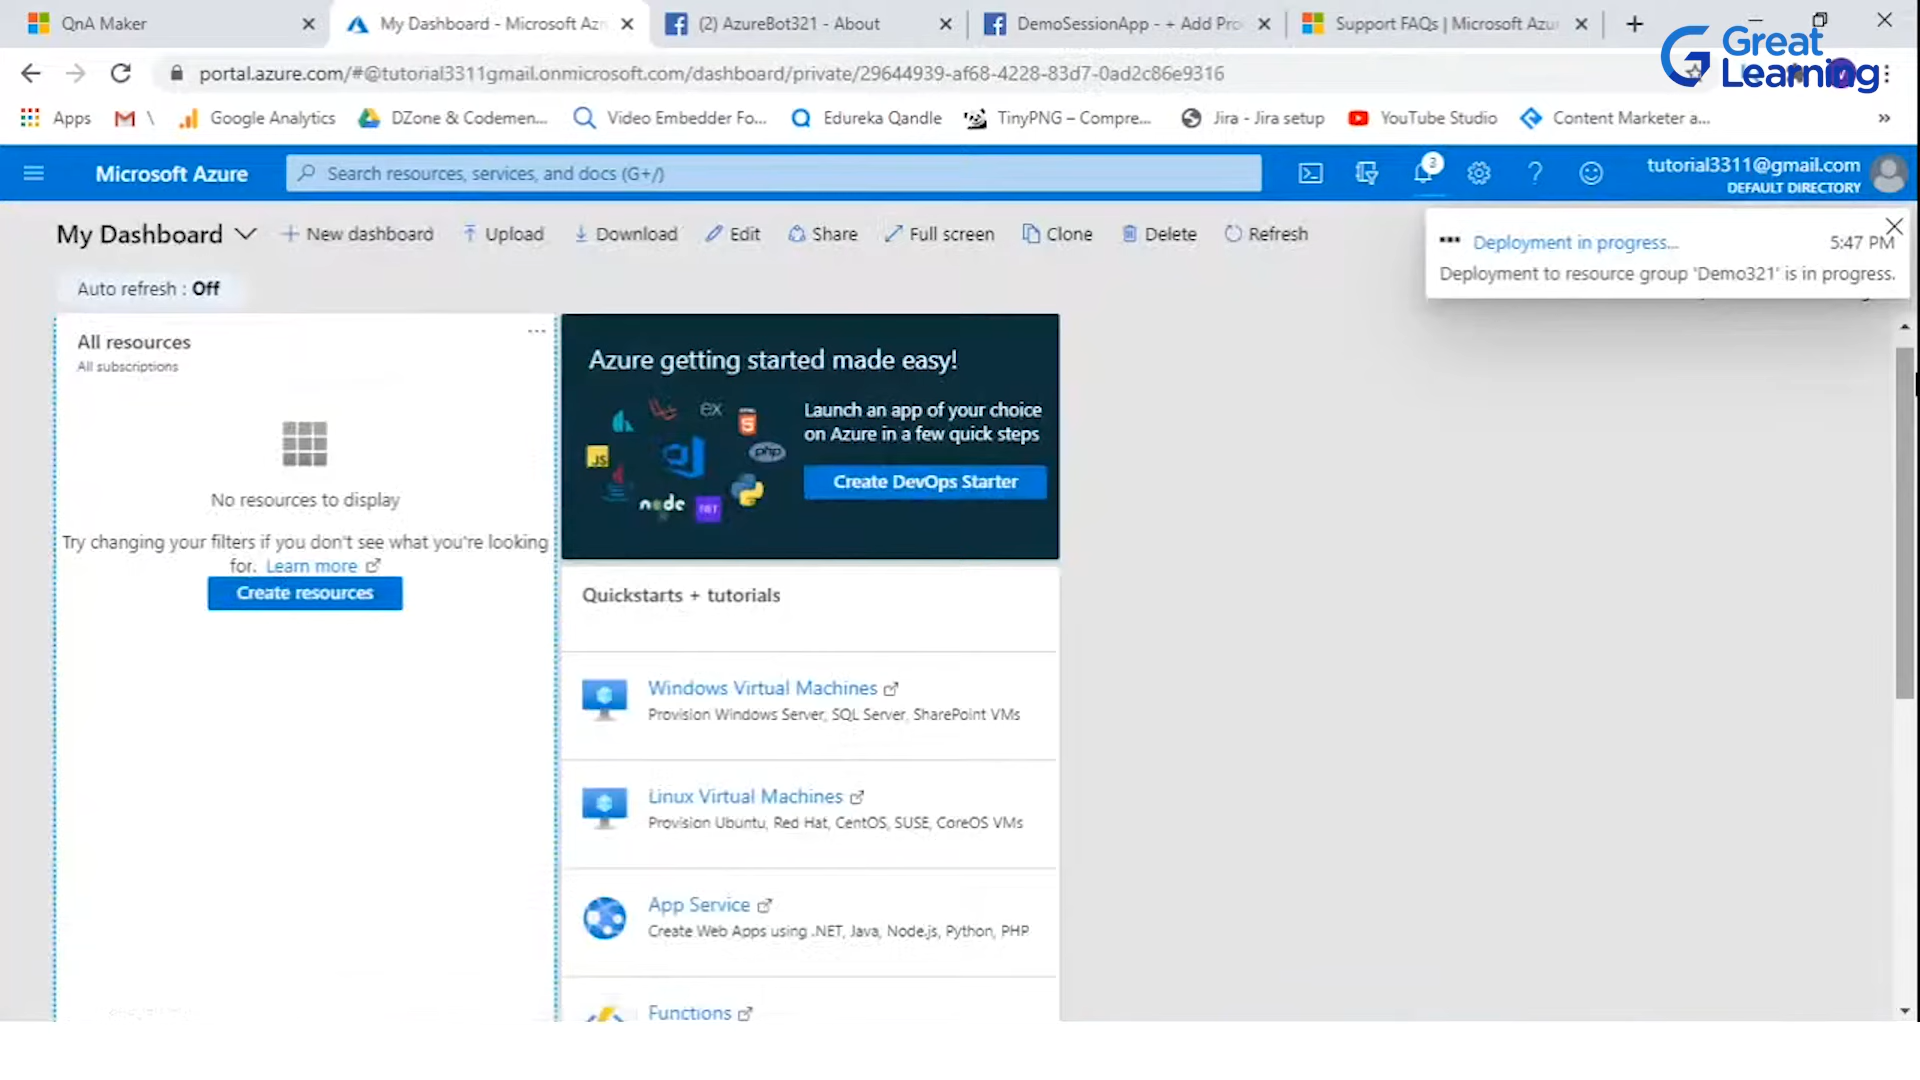 QnA Maker
My Dashboard - Microsoft Az
(2) AzureBot321 - About
DemoSessionApp - + Add Pro
Support FAQs | Microsoft Azu
Great
Learning
portal.azure.com/#@tutorial3311gmail.onmicrosoft.com/dashboard/private/29644939-af68-4228-83d7-0ad2c86e9316
Apps
\
Google Analytics
DZone & Codemen...
Video Embedder Fo...
Edureka Qandle
TinyPNG – Compre...
Jira - Jira setup
YouTube Studio
Content Marketer a...
»
Microsoft Azure
Search resources, services, and docs (G+/)
3
tutorial3311@gmail.com
DEFAULT DIRECTORY
My Dashboard
New dashboard
Upload
Download
Edit
Share
Full screen
Clone
Delete
Refresh
Deployment in progress...
5:47 PM
Deployment to resource group 'Demo321' is in progress.
Auto refresh : Off
All resources
All subscriptions
No resources to display
Try changing your filters if you don't see what you're looking
for. Learn more
Create resources
Azure getting started made easy!
Launch an app of your choice
on Azure in a few quick steps
Create DevOps Starter
ex
JS
php
node
NET
Quickstarts + tutorials
Windows Virtual Machines
Provision Windows Server, SQL Server, SharePoint VMs
Linux Virtual Machines
Provision Ubuntu, Red Hat, CentOS, SUSE, CoreOS VMs
App Service
Create Web Apps using .NET, Java, Node.js, Python, PHP
Functions